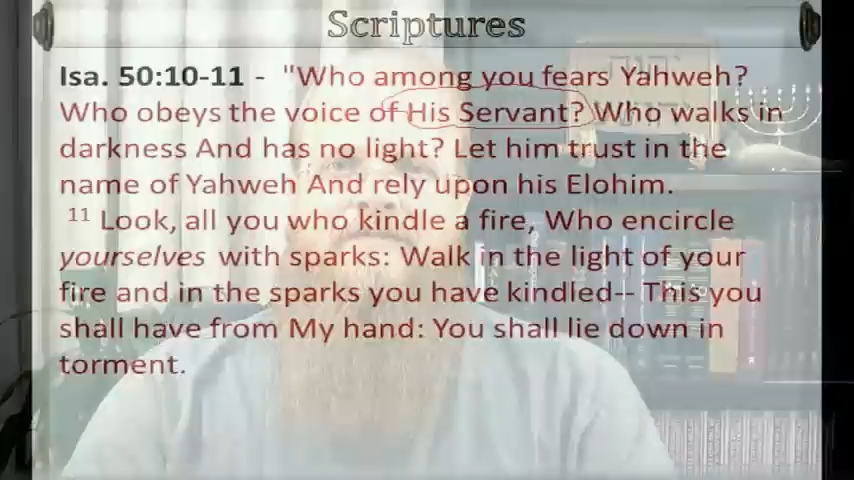 Scriptures
Isa. 50:10-11 - "Who among you fears Yahweh?
Who obeys the voice of His Servant? Who walks in
darkness And has no light? Let him trust in the
name of Yahweh And rely upon his Elohim.
11 Look, all you who kindle a fire, Who encircle
yourselves with sparks: Walk in the light of your
fire and in the sparks you have kindled-- This you
shall have from My hand: You shall lie down in
torment.